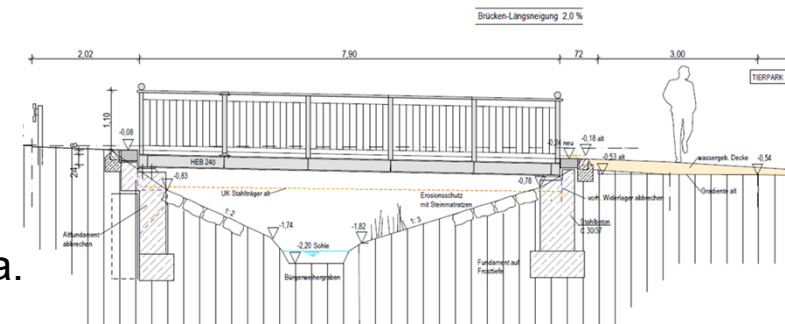 Brücken-Längsneigung 2,0 %
2,02
7,90
72
3,00
TIERPARK
1,10
-0,08
-0,24 neu
-0,18 alt
-0,53 alt
wassergeb. Decke
-0,54
HEB 240
24
-0,83
UK Stahlträger alt
Erosionsschutz
mit Steinmatratzen
-0,78
vorh. Widerlager abbrechen
Gradiente alt
1: 2
1: 3
-1,74
-1,82
Altfundament
abbrechen
-2,20 Sohle
Stahlbeton
C 30/37
Bürgerweihergraben
Fundament auf
Frosttiefe
a.